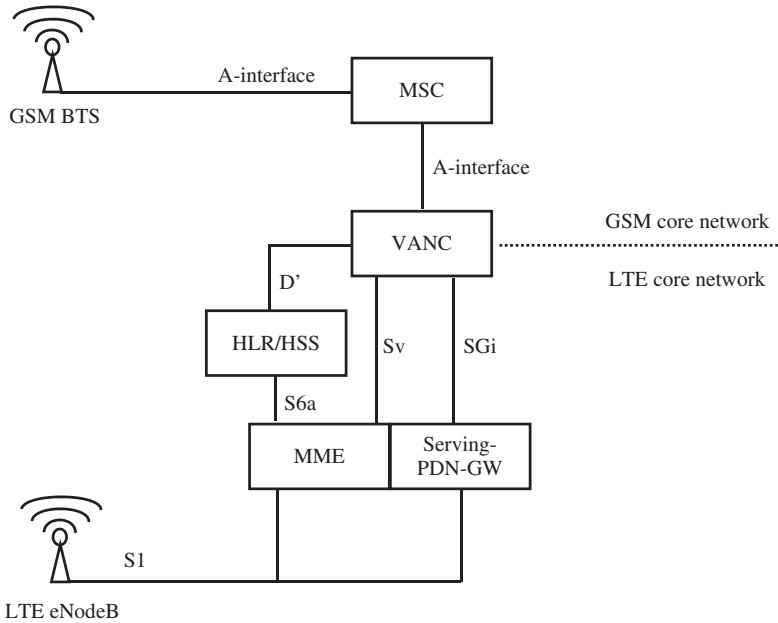 A-interface
MSC
GSM BTS
A-interface
GSM core network
VANC
LTE core network
D’
HLR/HSS
Sv
SGi
S6a
MME
Serving-
PDN-GW
S1
LTE eNodeB